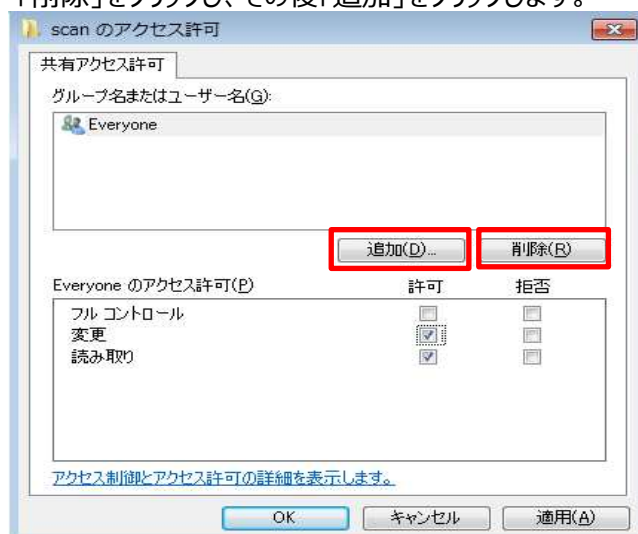 「削除」をクリックし、その後「追加」をクリックします。
scan のアクセス許可
共有アクセス許可
グループ名またはユーザー名(G):
Everyone
追加(D)... 削除(R)
Everyone のアクセス許可(P) 許可 拒否
フル コントロール
変更
読み取り
アクセス制御とアクセス許可の詳細を表示します。
OK キャンセル 適用(A)